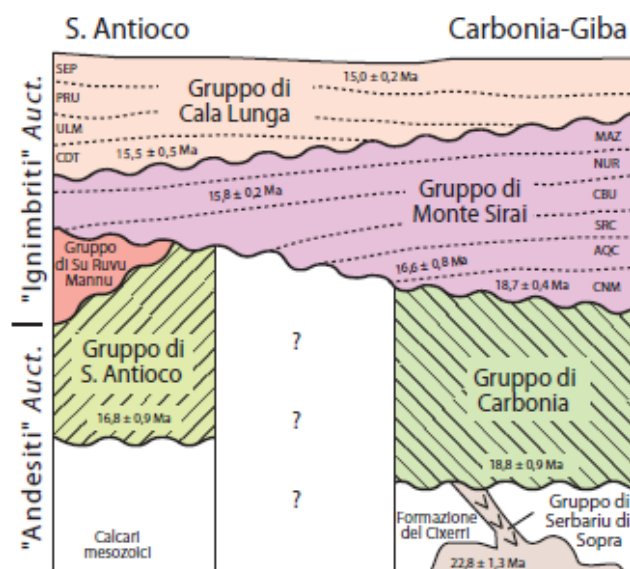 S. Antioco
Carbonia-Giba
"Ignimbriti" Auct.
"Andesiti" Auct.
SEP
PRU
ULM
CDT
Gruppo di
Cala Lunga
15,0 ± 0,2 Ma
15,5 ± 0,5 Ma
MAZ
NUR
CBU
SRC
AQC
CNM
15,8 ± 0,2 Ma
Gruppo di
Monte Sirai
16,6 ± 0,8 Ma
18,7 ± 0,4 Ma
Gruppo
di Su Ruvu
Mannu
Gruppo di
S. Antioco
16,8 ± 0,9 Ma
?
?
?
Gruppo di
Carbonia
18,8 ± 0,9 Ma
Calcari
mesozoici
Formazione
del Cixerri
Gruppo di
Serbariu di
Sopra
22,8 ± 1,3 Ma